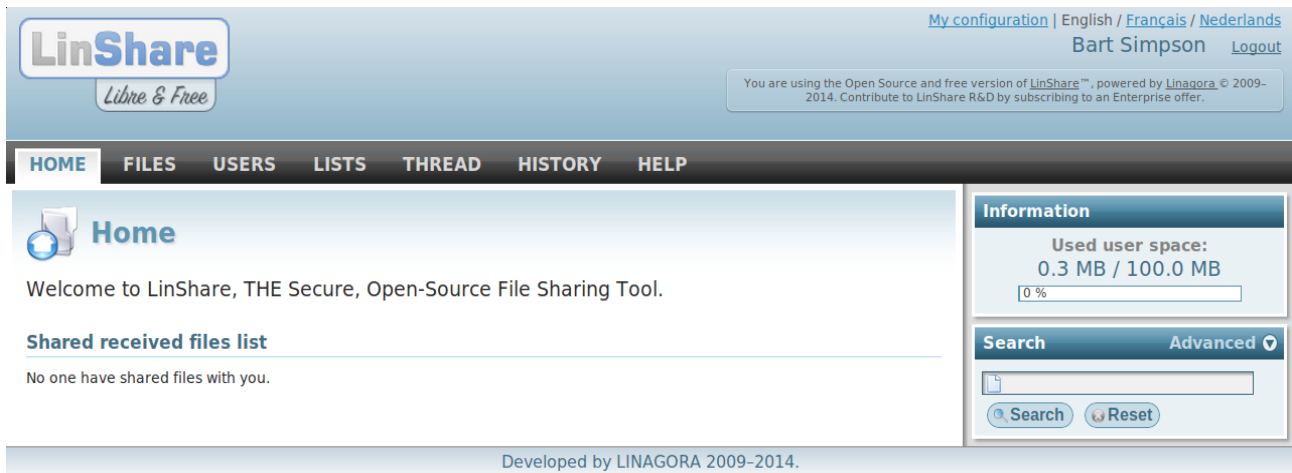 LinShare
Libre & Free
My configuration | English / Français / Nederlands
Bart Simpson Logout
You are using the Open Source and free version of LinShare™, powered by Linagora © 2009–
2014. Contribute to LinShare R&D by subscribing to an Enterprise offer.
HOME FILES USERS LISTS THREAD HISTORY HELP
Home
Welcome to LinShare, THE Secure, Open-Source File Sharing Tool.
Shared received files list
No one have shared files with you.
Information
Used user space:
0.3 MB / 100.0 MB
0 %
Search Advanced
Search Reset
Developed by LINAGORA 2009–2014.